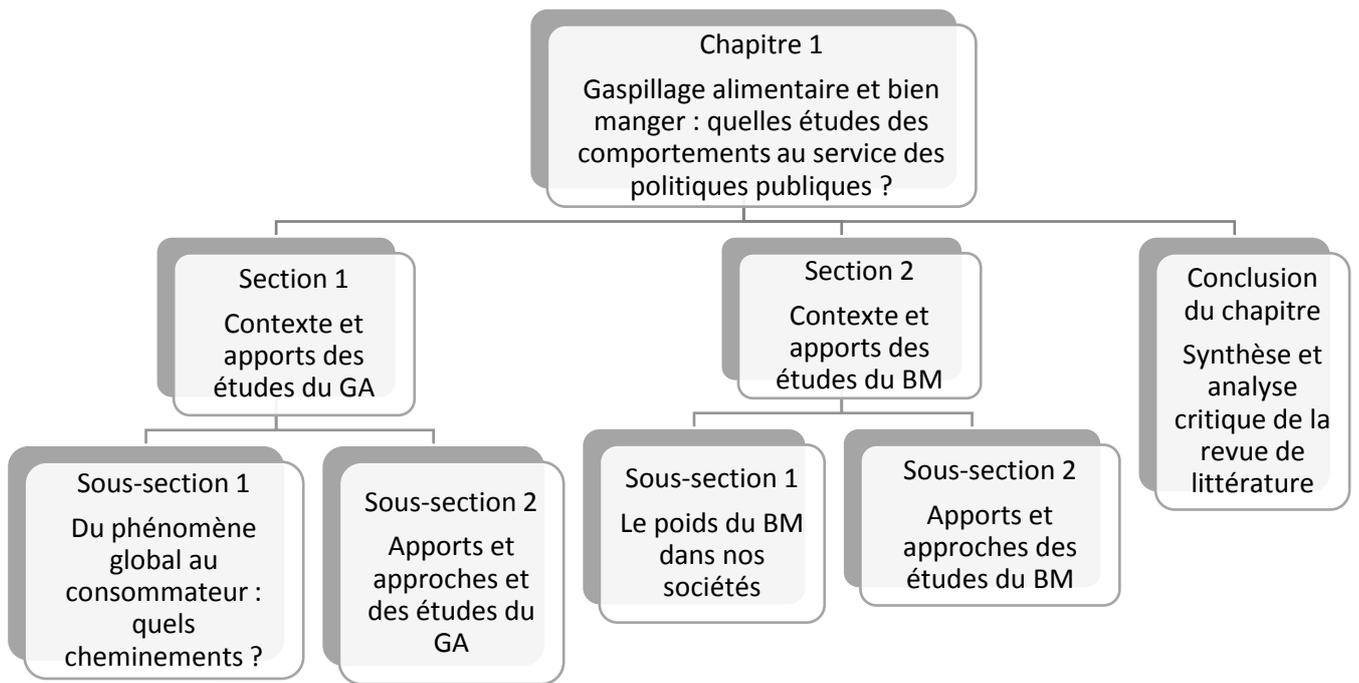 Chapitre 1
Gaspillage alimentaire et bien
manger : quelles études des
comportements au service des
politiques publiques ?
Section 1
Contexte et
apports des
études du GA
Section 2
Contexte et
apports des
études du BM
Conclusion
du chapitre
Synthèse et
analyse
critique de la
revue de
littérature
Sous-section 1
Du phénomène
global au
consommateur :
quels
cheminements ?
Sous-section 2
Apports et
approches et
des études du
GA
Sous-section 1
Le poids du BM
dans nos
sociétés
Sous-section 2
Apports et
approches des
études du BM